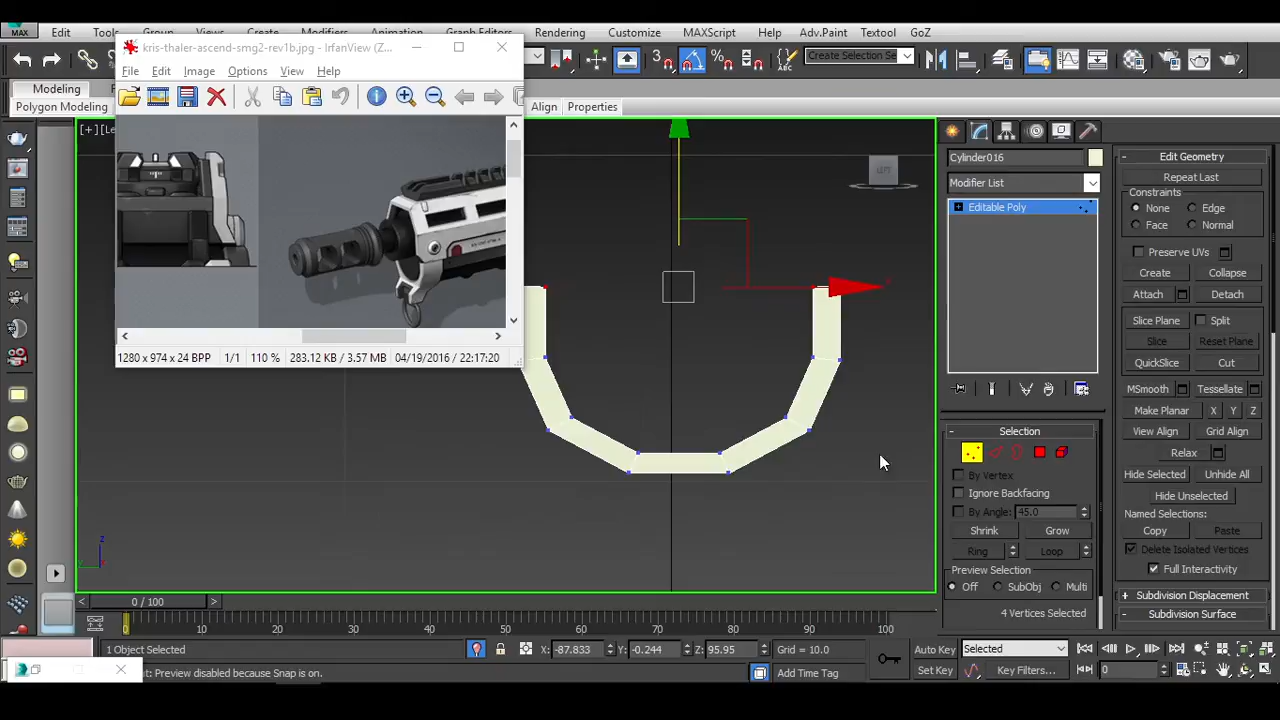 MAX
Edit
Tools
Group
Views
Create
Modifiers
Animation
Graph Editors
Rendering
Customize
MAXScript
Help
Adv.Paint
Textool
GoZ
kris-thaler-ascend-smg2-rev1b.jpg - IrfanView (Z...
File Edit Image Options View Help
Create Selection Se
Modeling
Polygon Modeling
Align
Properties
[+] [Le
LEFT
1280 x 974 x 24 BPP 1/1 110 % 283.12 KB / 3.57 MB 04/19/2016 / 22:17:20
Cylinder016
Modifier List
Editable Poly
Selection
By Vertex
Ignore Backfacing
By Angle: 45.0
Shrink Grow
Ring Loop
Preview Selection
Off SubObj Multi
4 Vertices Selected
Edit Geometry
Repeat Last
Constraints
None Edge
Face Normal
Preserve UVs
Create Collapse
Attach Detach
Slice Plane Split
Slice Reset Plane
QuickSlice Cut
MSmooth Tessellate
Make Planar X Y Z
View Align Grid Align
Relax
Hide Selected Unhide All
Hide Unselected
Named Selections:
Copy Paste
Delete Isolated Vertices
Full Interactivity
Subdivision Displacement
Subdivision Surface
0 / 100
0 10 20 30 40 50 60 70 80 90 100
1 Object Selected
X: -87.833 Y: -0.244 Z: 95.95
Grid = 10.0
Auto Key
Selected
ut: Preview disabled because Snap is on.
Add Time Tag
Set Key
Key Filters...
0